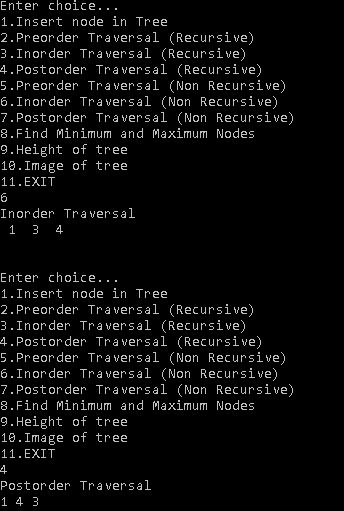 Enter choice...
1.Insert node in Tree
2.Preorder Traversal (Recursive)
3.Inorder Traversal (Recursive)
4.Postorder Traversal (Recursive)
5.Preorder Traversal (Non Recursive)
6.Inorder Traversal (Non Recursive)
7.Postorder Traversal (Non Recursive)
8.Find Minimum and Maximum Nodes
9.Height of tree
10.Image of tree
11.EXIT
6
Inorder Traversal
1  3  4
Enter choice...
1.Insert node in Tree
2.Preorder Traversal (Recursive)
3.Inorder Traversal (Recursive)
4.Postorder Traversal (Recursive)
5.Preorder Traversal (Non Recursive)
6.Inorder Traversal (Non Recursive)
7.Postorder Traversal (Non Recursive)
8.Find Minimum and Maximum Nodes
9.Height of tree
10.Image of tree
11.EXIT
4
Postorder Traversal
1 4 3